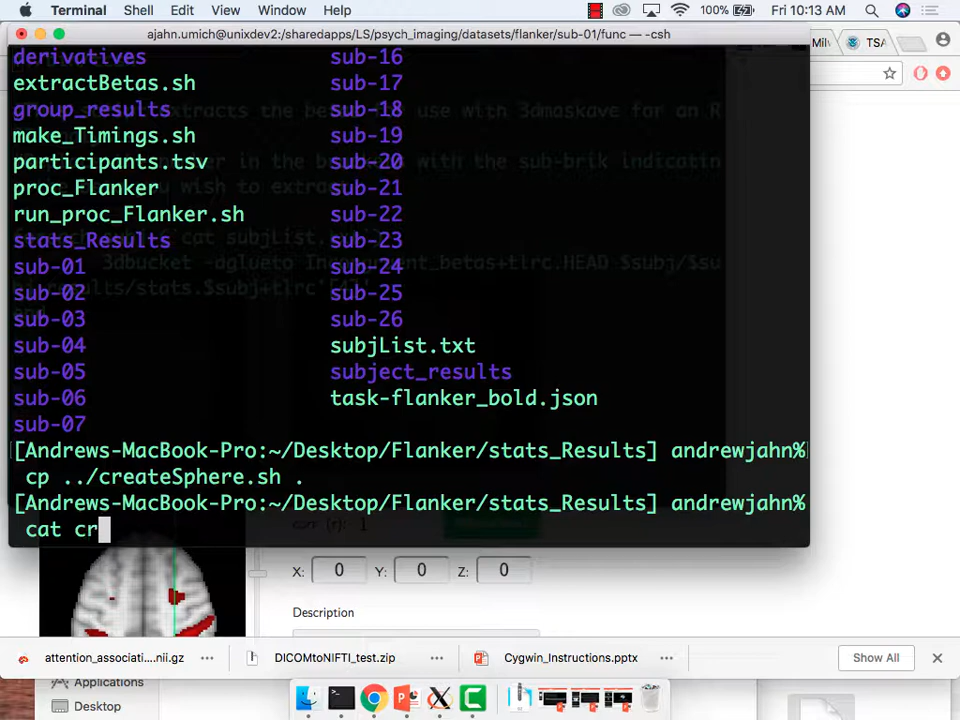 Terminal Shell Edit View Window Help 100% Fri 10:13 AM
ajahn.umich@unixdev2:/sharedapps/LS/psych_imaging/datasets/flanker/sub-01/func — -csh
TSA
derivatives sub-16
extractBetas.sh sub-17
group_results sub-18
make_Timings.sh sub-19
participants.tsv sub-20
proc_Flanker sub-21
run_proc_Flanker.sh sub-22
stats_Results sub-23
sub-01 sub-24
sub-02 sub-25
sub-03 sub-26
sub-04 subjList.txt
sub-05 subject_results
sub-06 task-flanker_bold.json
sub-07
[Andrews-MacBook-Pro:~/Desktop/Flanker/stats_Results] andrewjahn%
cp ../createSphere.sh .
[Andrews-MacBook-Pro:~/Desktop/Flanker/stats_Results] andrewjahn%
cat cr
X: 0 Y: 0 Z: 0
Description
attention_associati....nii.gz DICOMtoNIFTI_test.zip Cygwin_Instructions.pptx Show All
Applications
Desktop